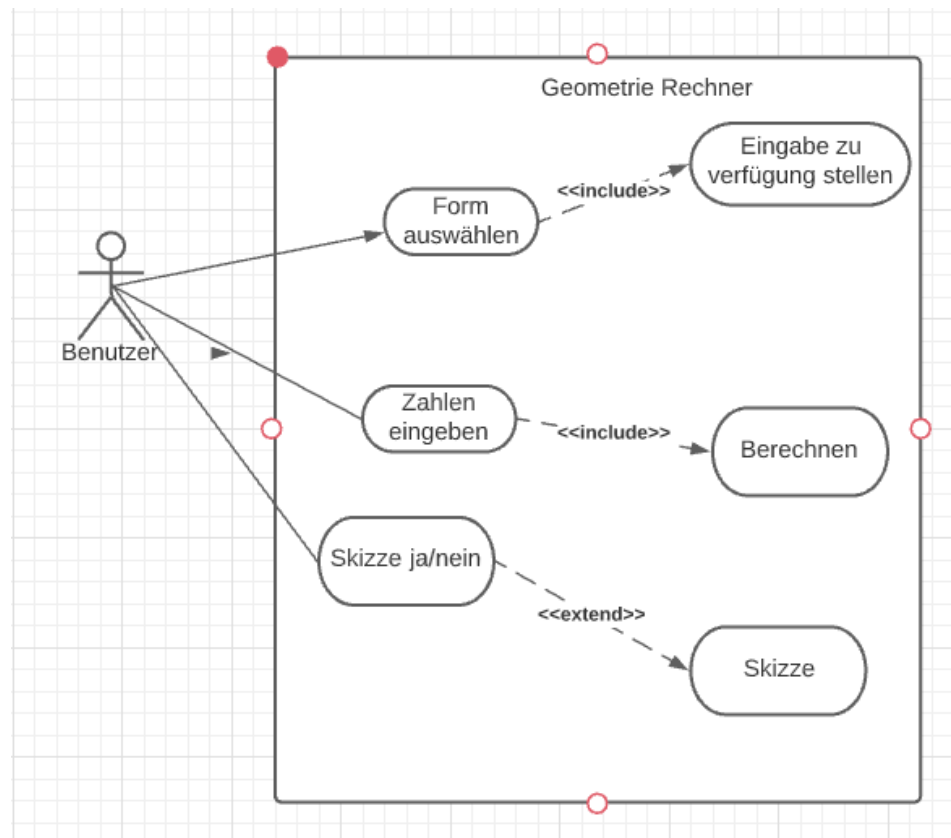 Geometrie Rechner
Eingabe zu
verfügung stellen
<<include>>
Form
auswählen
Benutzer
Zahlen
eingeben
<<include>>
Berechnen
Skizze ja/nein
<<extend>>
Skizze